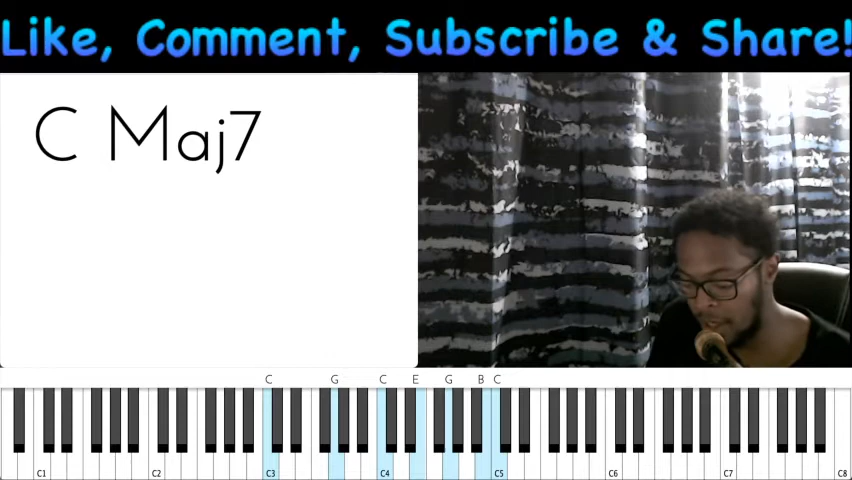 Like, Comment, Subscribe & Share!
C Maj7
C G C E G B C
C1 C2 C3 C4 C5 C6 C7 C8